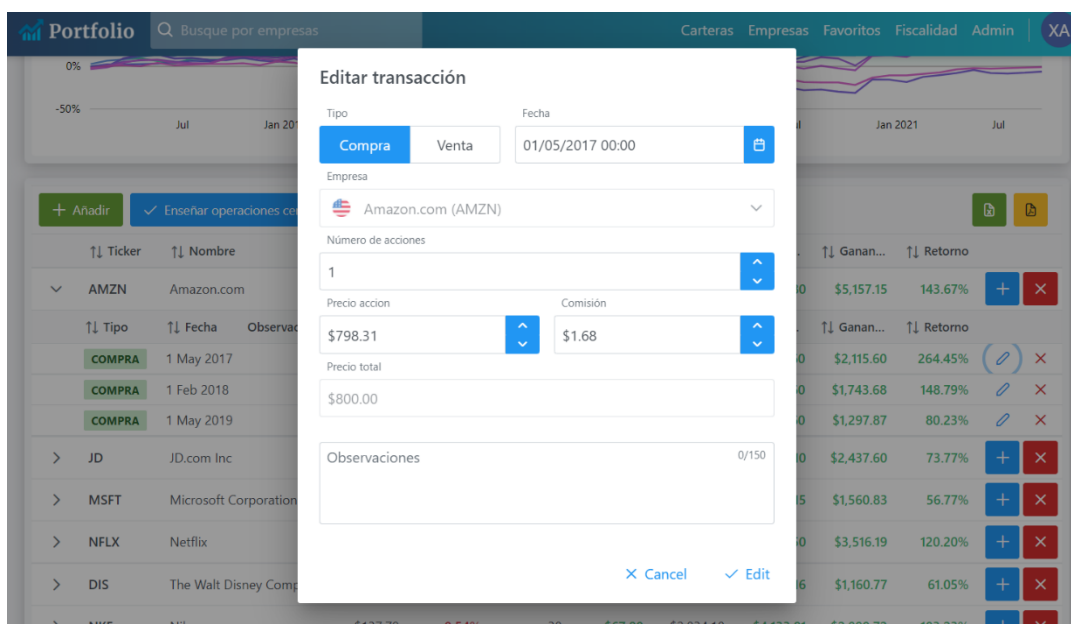 Portfolio
Busque por empresas
Carteras Empresas Favoritos Fiscalidad Admin XA
0%
-50%
Jul Jan 201 Jan 2021 Jul
Editar transacción
Tipo Fecha
Compra Venta 01/05/2017 00:00
Empresa
Amazon.com (AMZN)
Número de acciones
1
Precio accion Comisión
$798.31 $1.68
Precio total
$800.00
Observaciones 0/150
Cancel Edit
Añadir Enseñar operaciones cer
Ticker Nombre Ganan... Retorno
AMZN Amazon.com $5,157.15 143.67%
Tipo Fecha Observac Ganan... Retorno
COMPRA 1 May 2017 $2,115.60 264.45%
COMPRA 1 Feb 2018 $1,743.68 148.79%
COMPRA 1 May 2019 $1,297.87 80.23%
JD JD.com Inc $2,437.60 73.77%
MSFT Microsoft Corporation $1,560.83 56.77%
NFLX Netflix $3,516.19 120.20%
DIS The Walt Disney Comp $1,160.77 61.05%